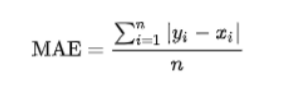 MAE = \frac{\sum_{i=1}^{n} |y_i - x_i|}{n}